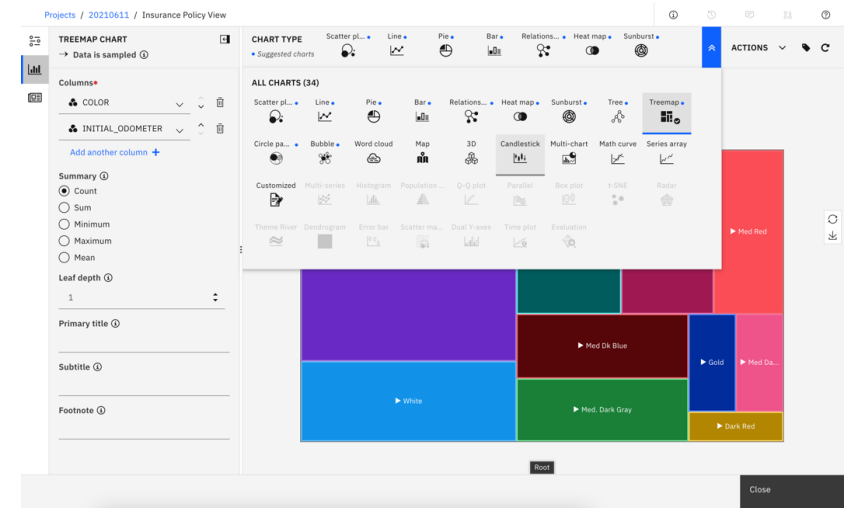 Projects / 20210611 / Insurance Policy View
TREEMAP CHART
→ Data is sampled
Columns*
COLOR
INITIAL_ODOMETER
Add another column +
Summary
Count
Sum
Minimum
Maximum
Mean
Leaf depth
1
Primary title
Subtitle
Footnote
CHART TYPE
• Suggested charts
Scatter pl... • Line • Pie • Bar • Relations... • Heat map • Sunburst •
ACTIONS
ALL CHARTS (34)
Scatter pl... • Line • Pie • Bar • Relations... • Heat map • Sunburst • Tree • Treemap •
Circle pa... • Bubble • Word cloud Map 3D Candlestick Multi-chart Math curve Series array
Customized Multi-series Histogram Population ... Q-Q plot Parallel Box plot t-SNE Radar
Theme River Dendrogram Error bar Scatter ma... Dual Y-axes Time plot Evaluation
Med Red
Med Dk Blue
Gold
Med Da...
White
Med. Dark Gray
Dark Red
Root
Close